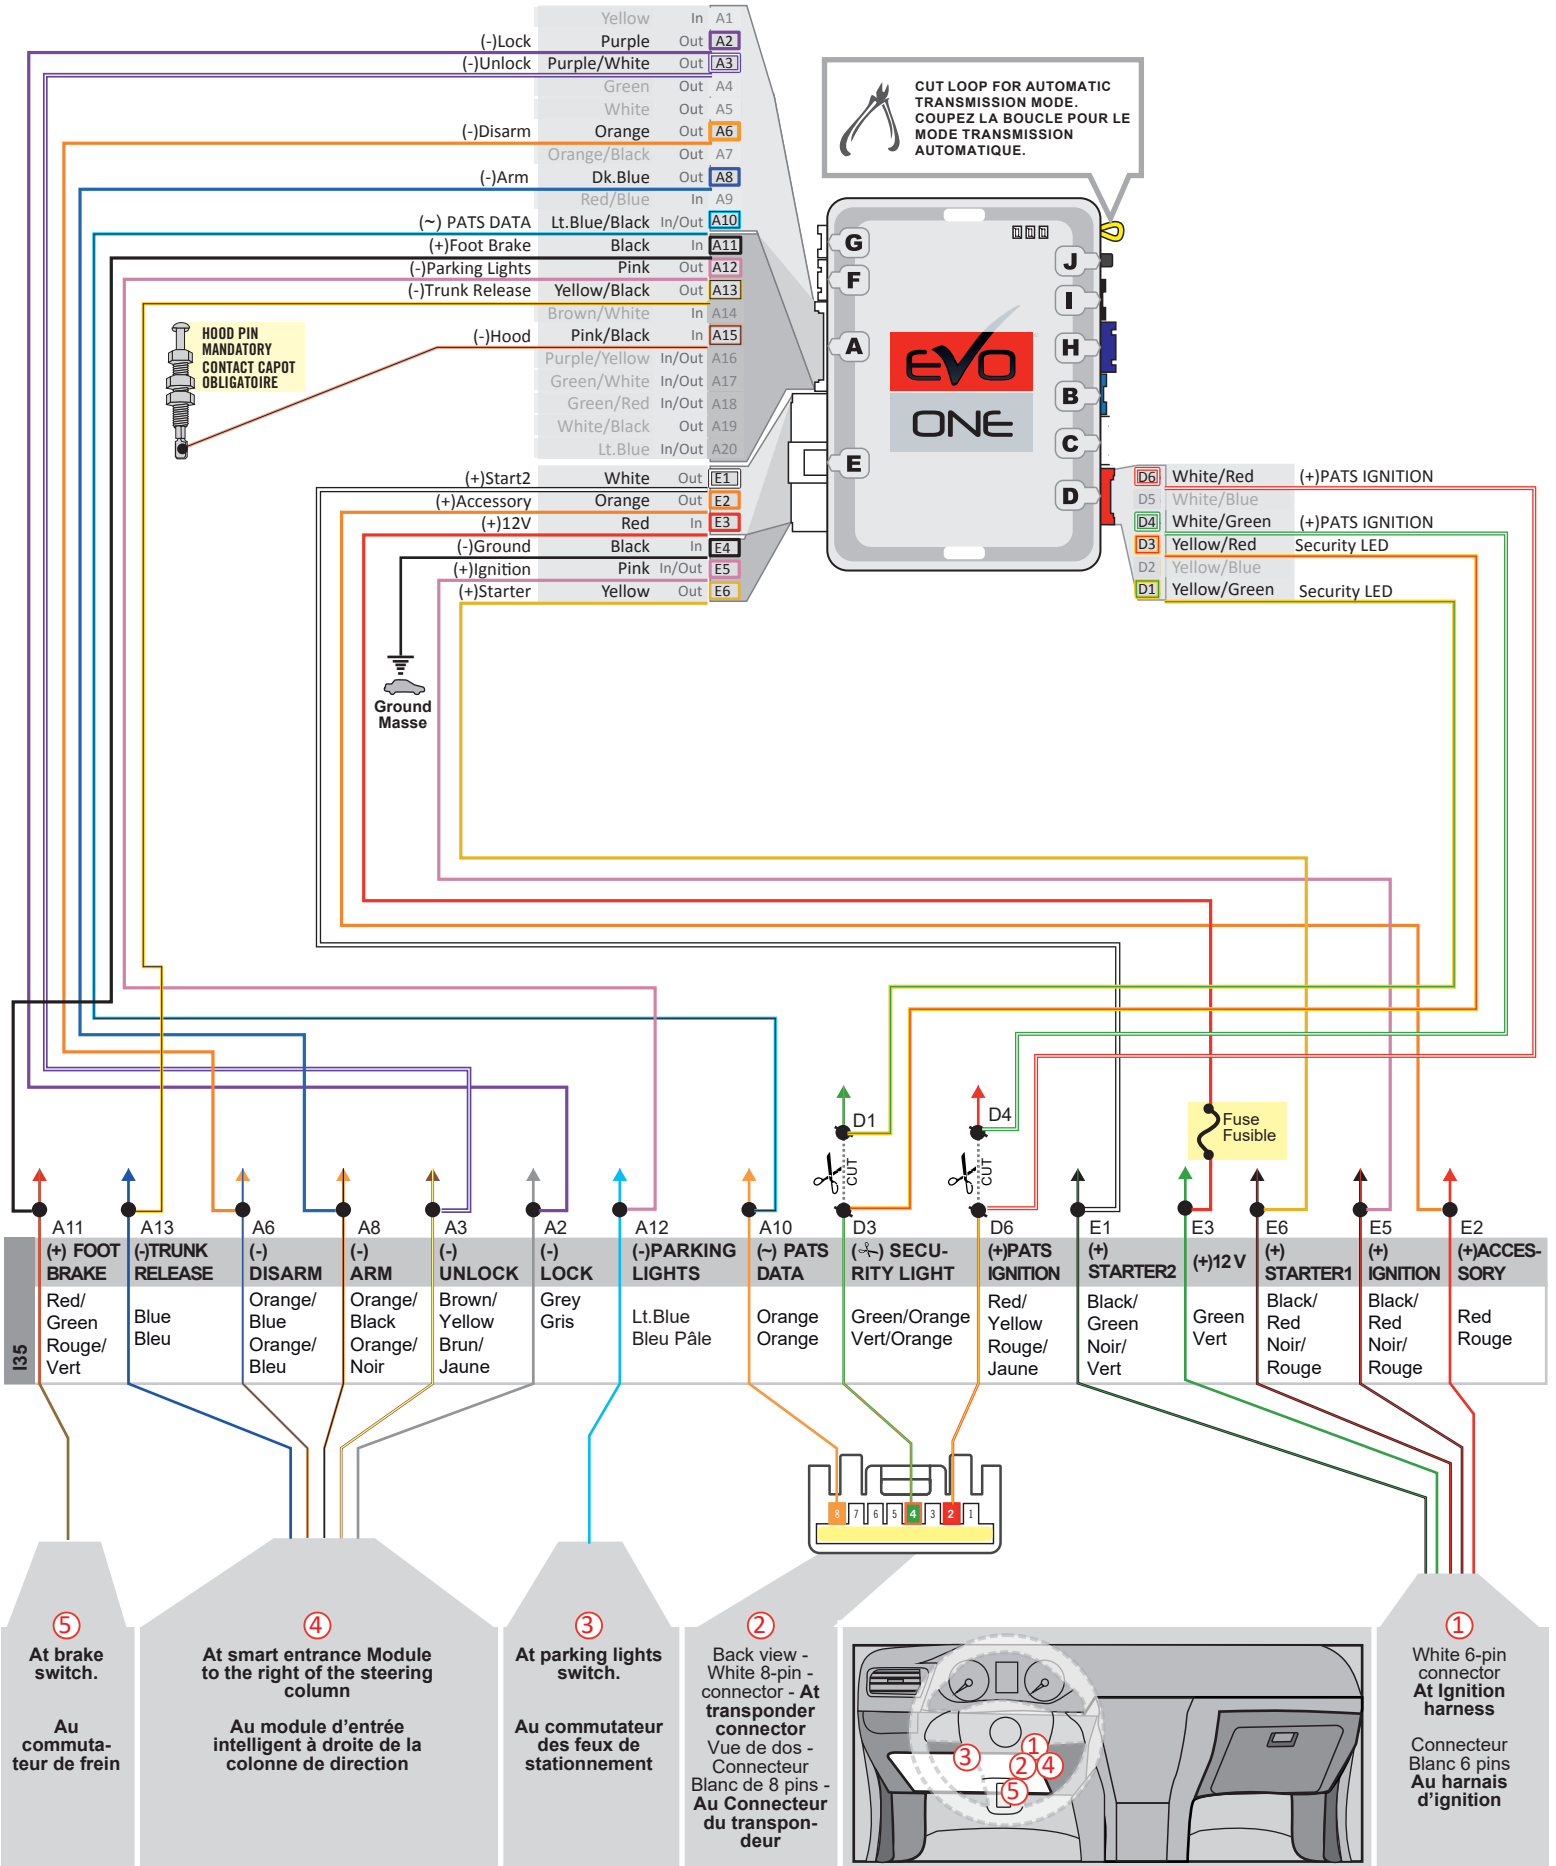 Yellow In A1
(-)Lock Purple Out A2
(-)Unlock Purple/White Out A3
Green Out A4
White Out A5
(-)Disarm Orange Out A6
Orange/Black Out A7
(-)Arm Dk.Blue Out A8
Red/Blue In A9
(~) PATS DATA Lt.Blue/Black In/Out A10
(+)Foot Brake Black In A11
(-)Parking Lights Pink Out A12
(-)Trunk Release Yellow/Black Out A13
Brown/White In A14
(-)Hood Pink/Black In A15
Purple/Yellow In/Out A16
Green/White In/Out A17
Green/Red In/Out A18
White/Black Out A19
Lt.Blue In/Out A20
(+)Start2 White Out E1
(+)Accessory Orange Out E2
(+)12V Red In E3
(-)Ground Black In E4
(+)Ignition Pink In/Out E5
(+)Starter Yellow Out E6
HOOD PIN
MANDATORY
CONTACT CAPOT
OBLIGATOIRE
CUT LOOP FOR AUTOMATIC
TRANSMISSION MODE.
COUPEZ LA BOUCLE POUR LE
MODE TRANSMISSION
AUTOMATIQUE.
G
F
A
E
J
I
H
B
C
D
EVO
ONE
D6 White/Red (+)PATS IGNITION
D5 White/Blue
D4 White/Green (+)PATS IGNITION
D3 Yellow/Red Security LED
D2 Yellow/Blue
D1 Yellow/Green Security LED
Ground
Masse
D1
D4
Fuse
Fusible
CUT
CUT
A11 A13 A6 A8 A3 A2 A12 A10 D3 D6 E1 E3 E6 E5 E2
I35
(+) FOOT
BRAKE
Red/
Green
Rouge/
Vert
(-)TRUNK
RELEASE
Blue
Bleu
(-)
DISARM
Orange/
Blue
Orange/
Bleu
(-)
ARM
Orange/
Black
Orange/
Noir
(-)
UNLOCK
Brown/
Yellow
Brun/
Jaune
(-)
LOCK
Grey
Gris
(-)PARKING
LIGHTS
Lt.Blue
Bleu Pâle
(~) PATS
DATA
Orange
Orange
(✂) SECU-
RITY LIGHT
Green/Orange
Vert/Orange
(+)PATS
IGNITION
Red/
Yellow
Rouge/
Jaune
(+)
STARTER2
Black/
Green
Noir/
Vert
(+)12 V
Green
Vert
(+)
STARTER1
Black/
Red
Noir/
Rouge
(+)
IGNITION
Black/
Red
Noir/
Rouge
(+)ACCES-
SORY
Red
Rouge
8 7 6 5 4 3 2 1
5
At brake
switch.
Au
commuta-
teur de frein
4
At smart entrance Module
to the right of the steering
column
Au module d'entrée
intelligent à droite de la
colonne de direction
3
At parking lights
switch.
Au commutateur
des feux de
stationnement
2
Back view -
White 8-pin -
connector - At
transponder
connector
Vue de dos -
Connecteur
Blanc de 8 pins -
Au Connecteur
du transpon-
deur
1
3
2
4
5
1
White 6-pin
connector
At Ignition
harness
Connecteur
Blanc 6 pins
Au harnais
d'ignition